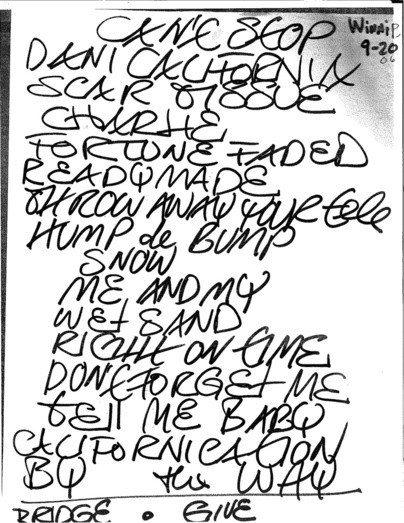 CAN'T STOP
Winnip.
9-20
06
DANI CALIFORNIA
SCAR TISSUE
CHARLIE
FORTUNE FADED
READYMADE
THROW AWAY YOUR tele
HUMP de BUMP
SNOW
ME AND MY
WET SAND
RIGHT ON TIME
DON'T FORGET ME
tell ME BABY
CALIFORNICATION
BY the WAY
BRIDGE • GIVE